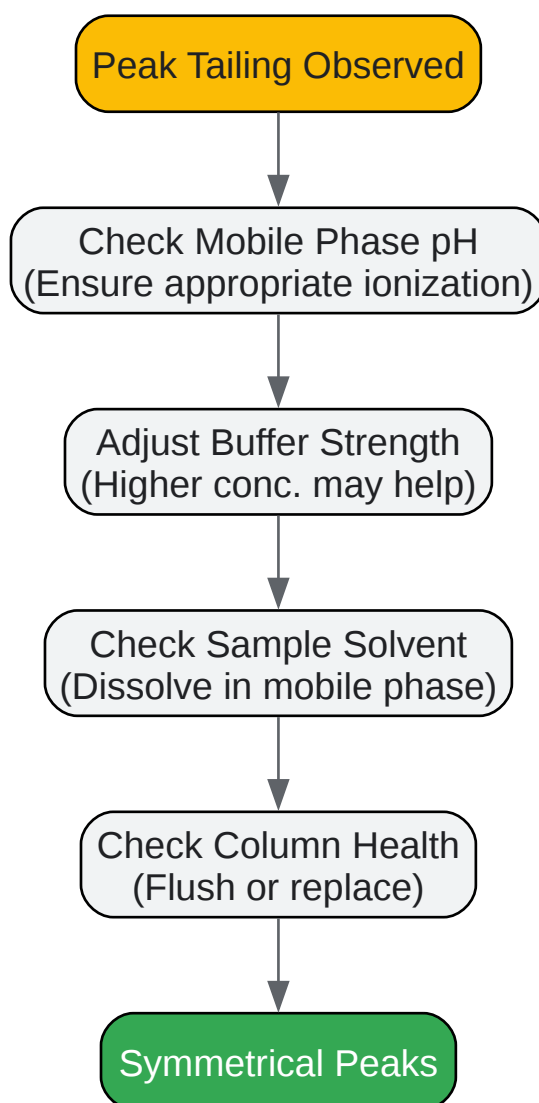 Peak Tailing Observed
Check Mobile Phase pH
(Ensure appropriate ionization)
Adjust Buffer Strength
(Higher conc. may help)
Check Sample Solvent
(Dissolve in mobile phase)
Check Column Health
(Flush or replace)
Symmetrical Peaks